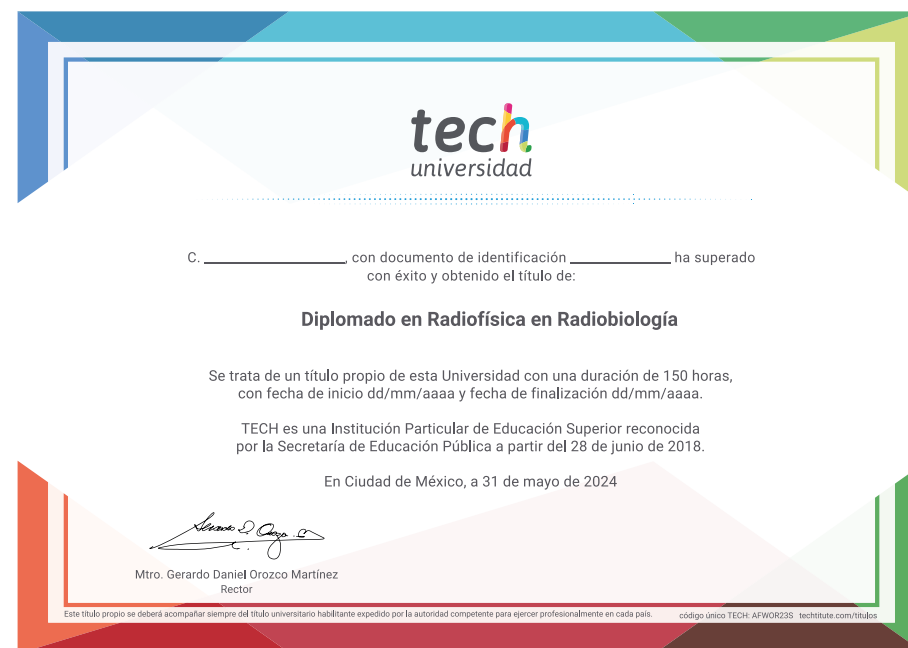 tech
universidad
C. ____________, con documento de identificación ____________ ha superado
con éxito y obtenido el título de:
Diplomado en Radiofísica en Radiobiología
Se trata de un título propio de esta Universidad con una duración de 150 horas,
con fecha de inicio dd/mm/aaaa y fecha de finalización dd/mm/aaaa.
TECH es una Institución Particular de Educación Superior reconocida
por la Secretaría de Educación Pública a partir del 28 de junio de 2018.
En Ciudad de México, a 31 de mayo de 2024
Mtro. Gerardo Daniel Orozco Martínez
Rector
Este título propio se deberá acompañar siempre del título universitario habilitante expedido por la autoridad competente para ejercer profesionalmente en cada país. código único TECH: AFWOR23S techtitute.com/titulos